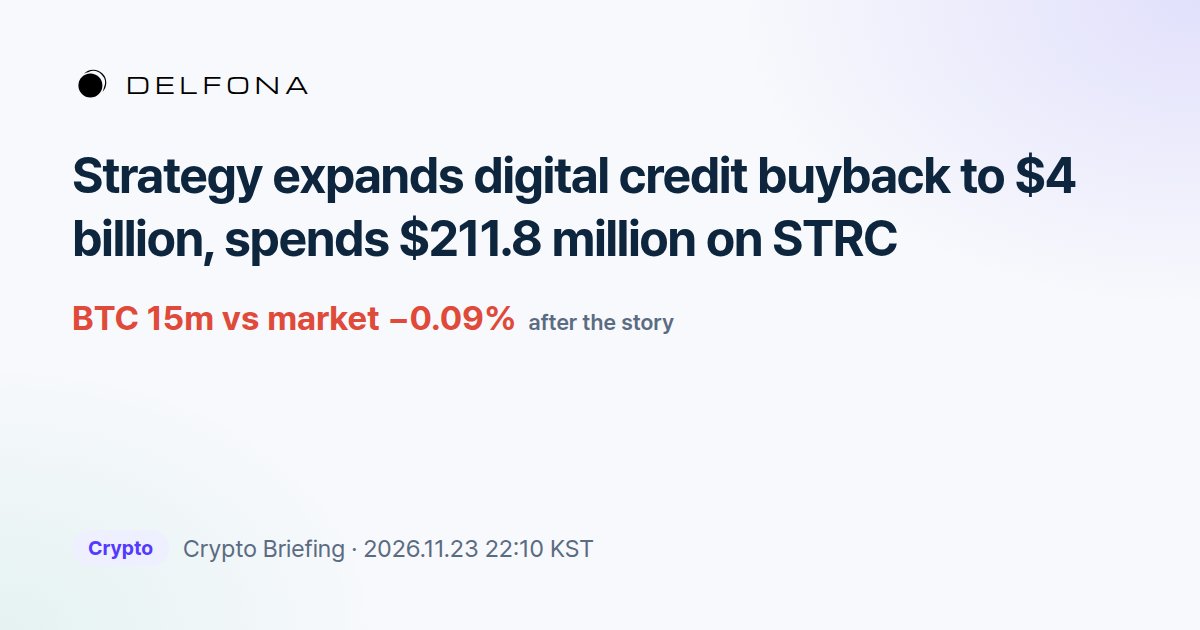 DELFONA
Strategy expands digital credit buyback to $4
billion, spends $211.8 million on STRC
BTC 15m vs market −0.09% after the story
Crypto Crypto Briefing · 2026.11.23 22:10 KST